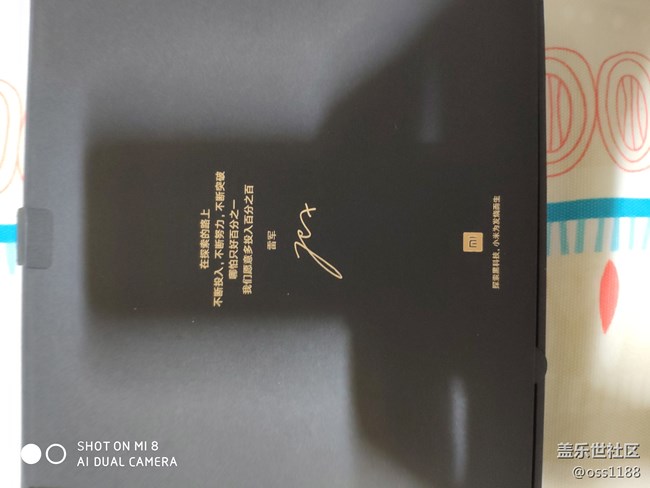 在探索的路上
不断投入,不断努力,不断突破
哪怕只好百分之一
我们愿意多投入百分之百
雷军
探索黑科技,小米为发烧而生
SHOT ON MI 8
AI DUAL CAMERA
盖乐世社区
@oss1188